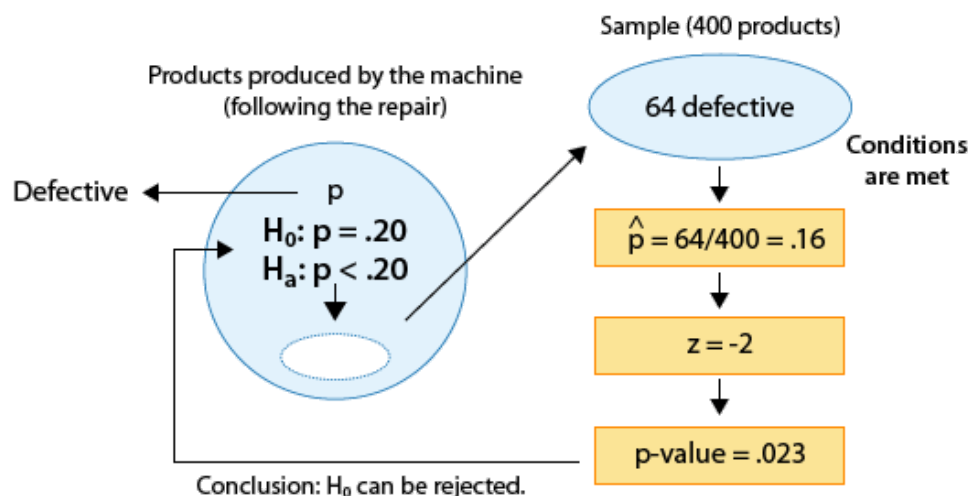 Products produced by the machine
(following the repair)
Defective
p
H₀: p = .20
Hₐ: p < .20
Sample (400 products)
64 defective
Conditions
are met
p̂ = 64/400 = .16
z = -2
p-value = .023
Conclusion: H₀ can be rejected.